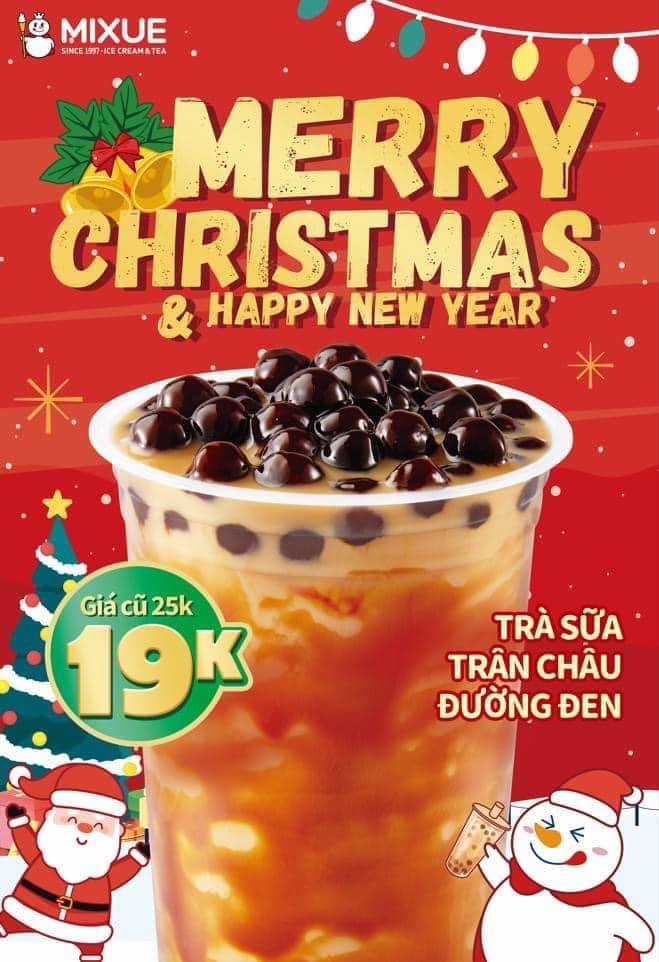 MIXUE
SINCE 1997·ICE CREAM & TEA
MERRY
CHRISTMAS
& HAPPY NEW YEAR
Giá cũ 25k
19K
TRÀ SỮA
TRÂN CHÂU
ĐƯỜNG ĐEN